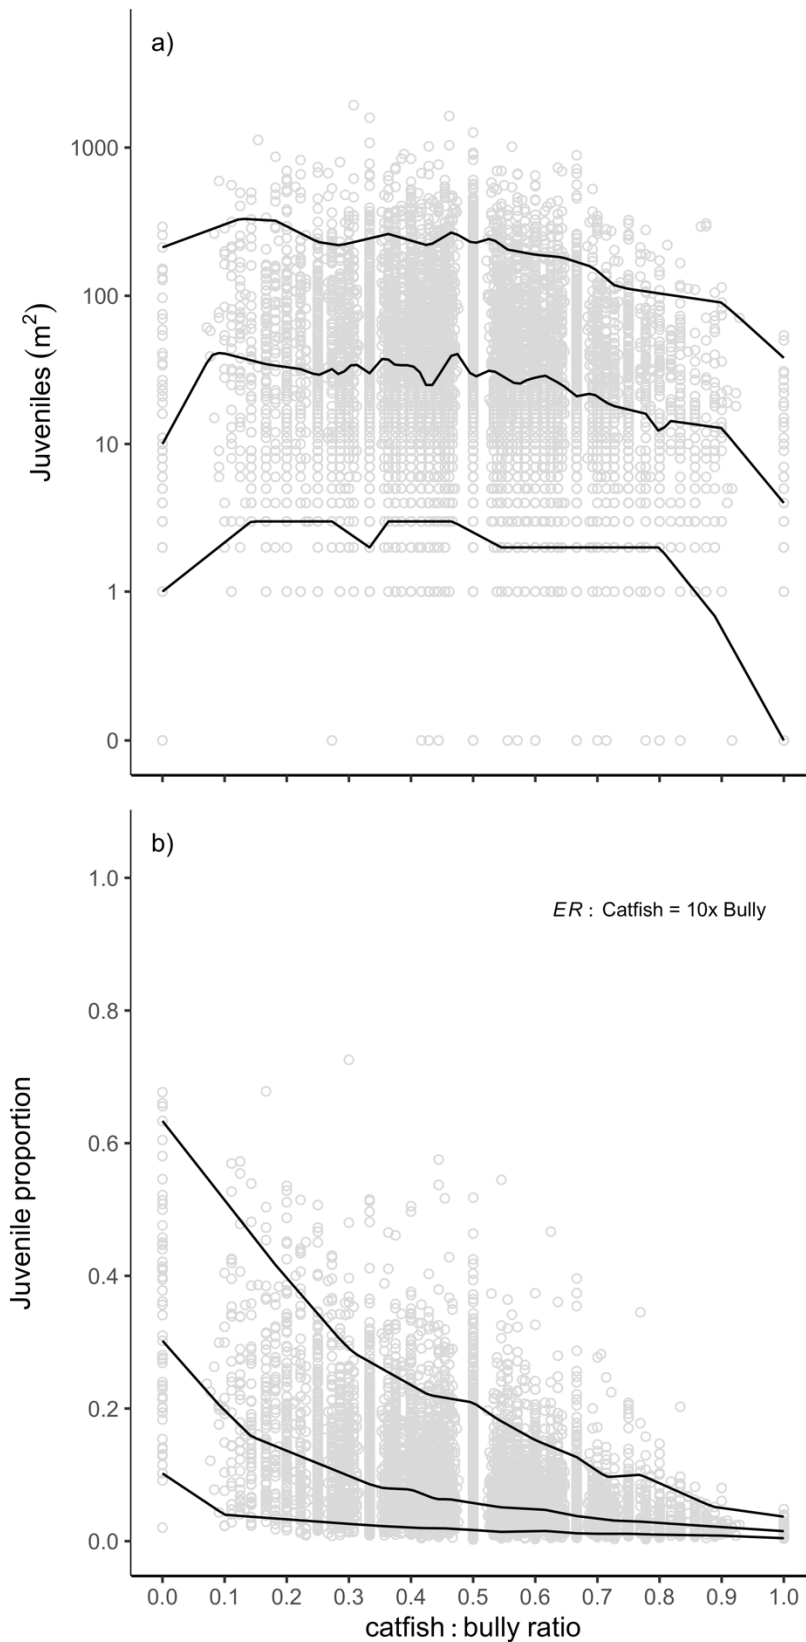 a)
1000
100
10
1
0
Juveniles (m²)
b)
1.0
0.8
0.6
0.4
0.2
0.0
Juvenile proportion
ER : Catfish = 10x Bully
0.0 0.1 0.2 0.3 0.4 0.5 0.6 0.7 0.8 0.9 1.0
catfish : bully ratio